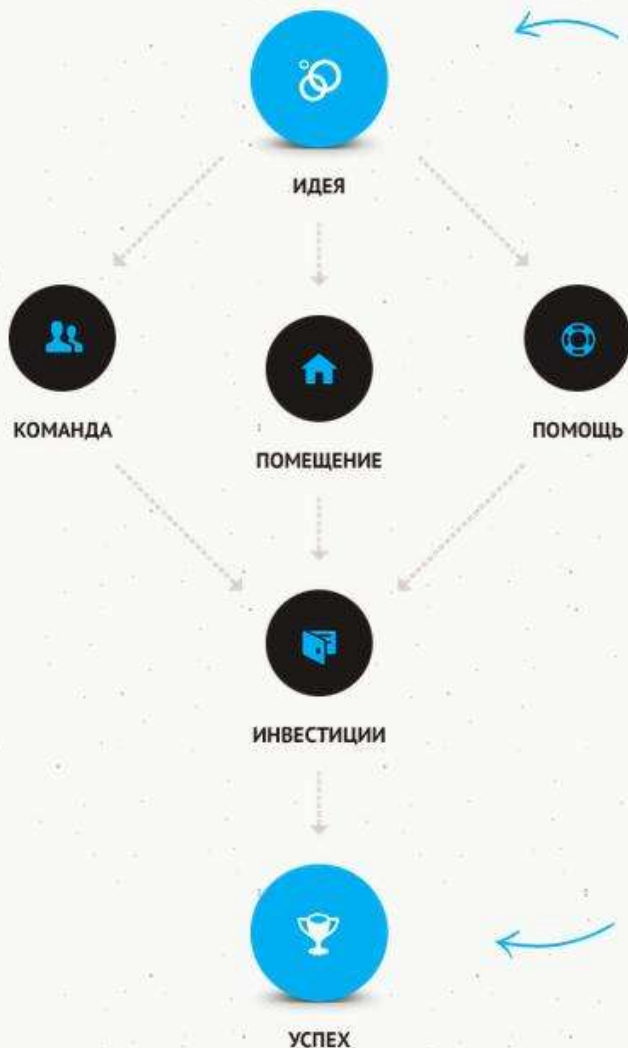 ИДЕЯ
КОМАНДА
ПОМЕЩЕНИЕ
ПОМОЩЬ
ИНВЕСТИЦИИ
УСПЕХ